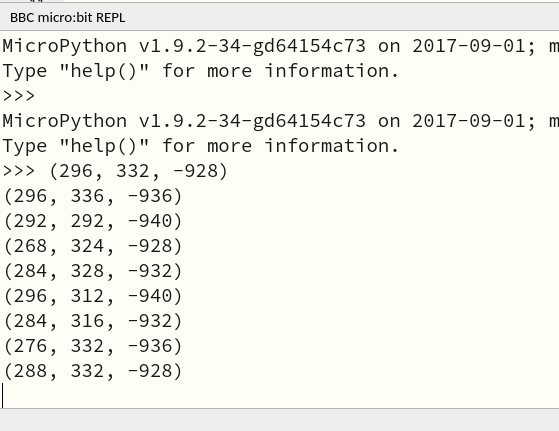 BBC micro:bit REPL
MicroPython v1.9.2-34-gd64154c73 on 2017-09-01; m
Type "help()" for more information.
>>>
MicroPython v1.9.2-34-gd64154c73 on 2017-09-01; m
Type "help()" for more information.
>>> (296, 332, -928)
(296, 336, -936)
(292, 292, -940)
(268, 324, -928)
(284, 328, -932)
(296, 312, -940)
(284, 316, -932)
(276, 332, -936)
(288, 332, -928)